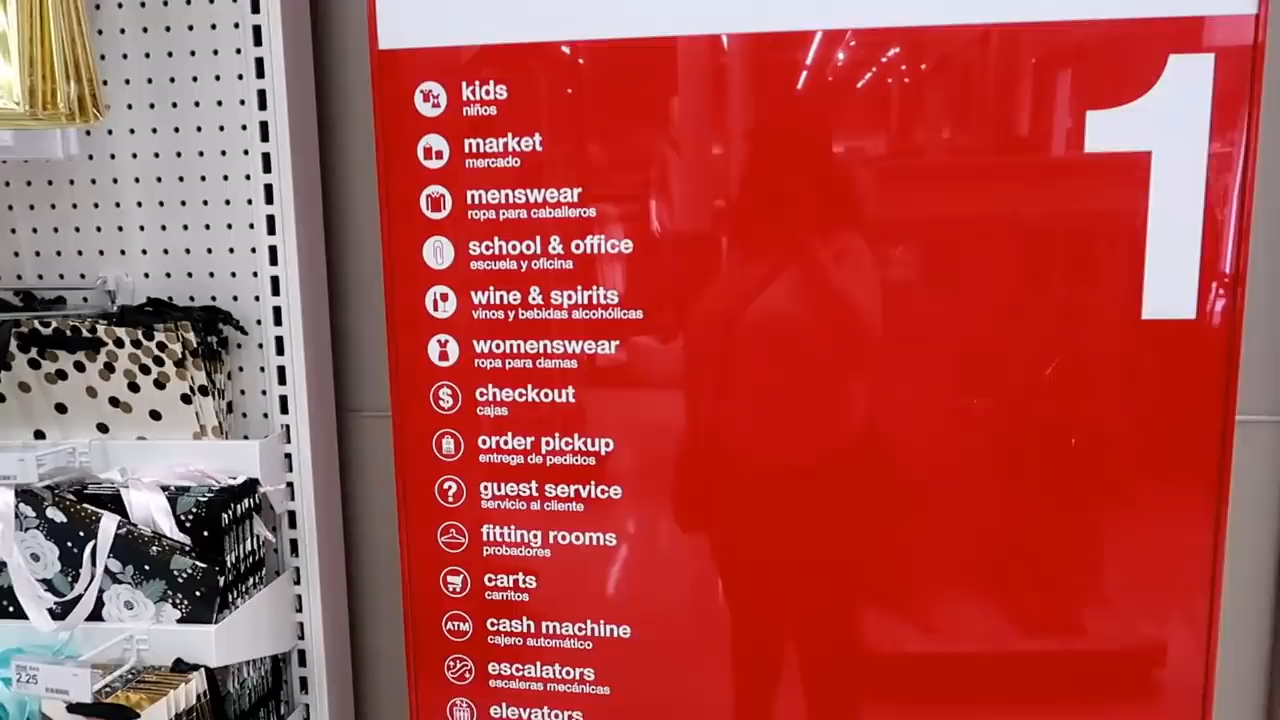 1
kids
niños
market
mercado
menswear
ropa para caballeros
school & office
escuela y oficina
wine & spirits
vinos y bebidas alcohólicas
womenswear
ropa para damas
$
checkout
cajas
order pickup
entrega de pedidos
?
guest service
servicio al cliente
fitting rooms
probadores
carts
carritos
ATM
cash machine
cajero automático
escalators
escaleras mecánicas
elevators
2.25